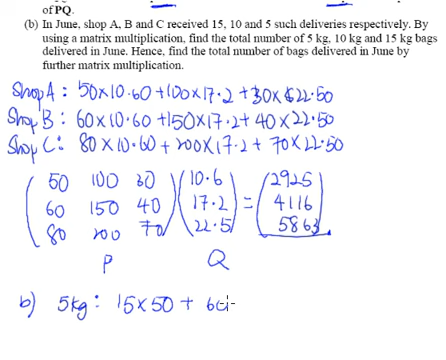 of PQ.
(b) In June, shop A, B and C received 15, 10 and 5 such deliveries respectively. By
using a matrix multiplication, find the total number of 5 kg, 10 kg and 15 kg bags
delivered in June. Hence, find the total number of bags delivered in June by
further matrix multiplication.
Shop A : 50×10.60 + 100×17.2 + 30×22.50
Shop B : 60×10.60 + 150×17.2 + 40×22.50
Shop C : 80×10.60 + 200×17.2 + 70×22.50
(50 100 30) (10.6) = (2925)
(60 150 40) (17.2) (4116)
(80 200 70) (22.5) (5863)
P Q
b) 5kg : 15×50 + 60